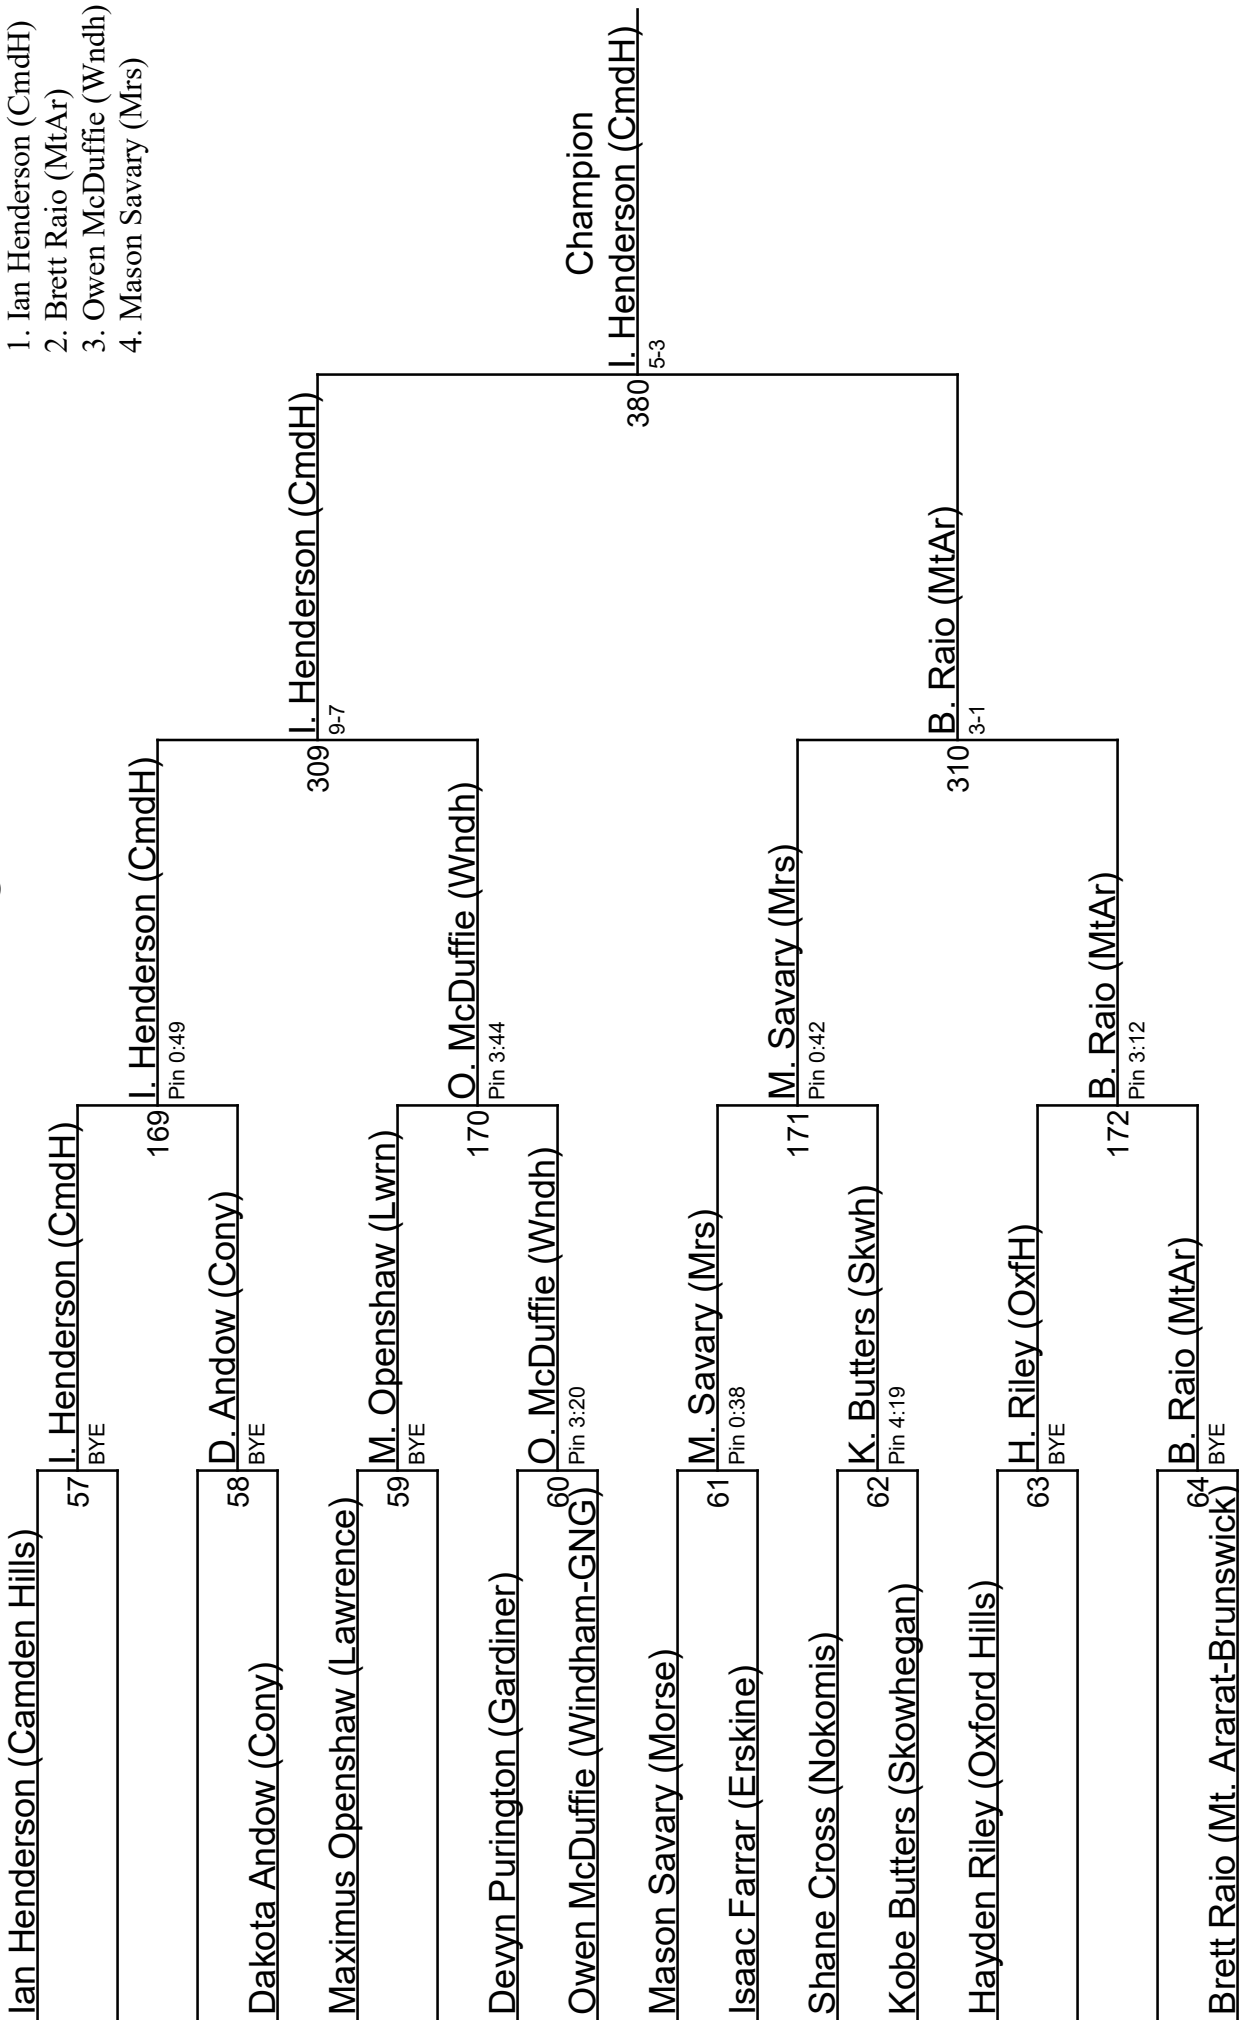 1. Ian Henderson (CmdH)
2. Brett Raio (MtAr)
3. Owen McDuffie (Wndh)
4. Mason Savary (Mrs)
Ian Henderson (Camden Hills)
57
Dakota Andow (Cony)
58
Maximus Openshaw (Lawrence)
59
Devyn Purington (Gardiner)
60
Owen McDuffie (Windham-GNG)
Mason Savary (Morse)
61
Isaac Farrar (Erskine)
Shane Cross (Nokomis)
62
Kobe Butters (Skowhegan)
Hayden Riley (Oxford Hills)
63
64
Brett Raio (Mt. Ararat-Brunswick)
I. Henderson (CmdH)
BYE
169
D. Andow (Cony)
BYE
M. Openshaw (Lwrn)
BYE
170
O. McDuffie (Wndh)
Pin 3:20
M. Savary (Mrs)
Pin 0:38
171
K. Butters (Skwh)
Pin 4:19
H. Riley (OxfH)
BYE
172
B. Raio (MtAr)
BYE
I. Henderson (CmdH)
Pin 0:49
309
O. McDuffie (Wndh)
Pin 3:44
M. Savary (Mrs)
Pin 0:42
310
B. Raio (MtAr)
Pin 3:12
I. Henderson (CmdH)
9-7
380
B. Raio (MtAr)
3-1
Champion
I. Henderson (CmdH)
5-3